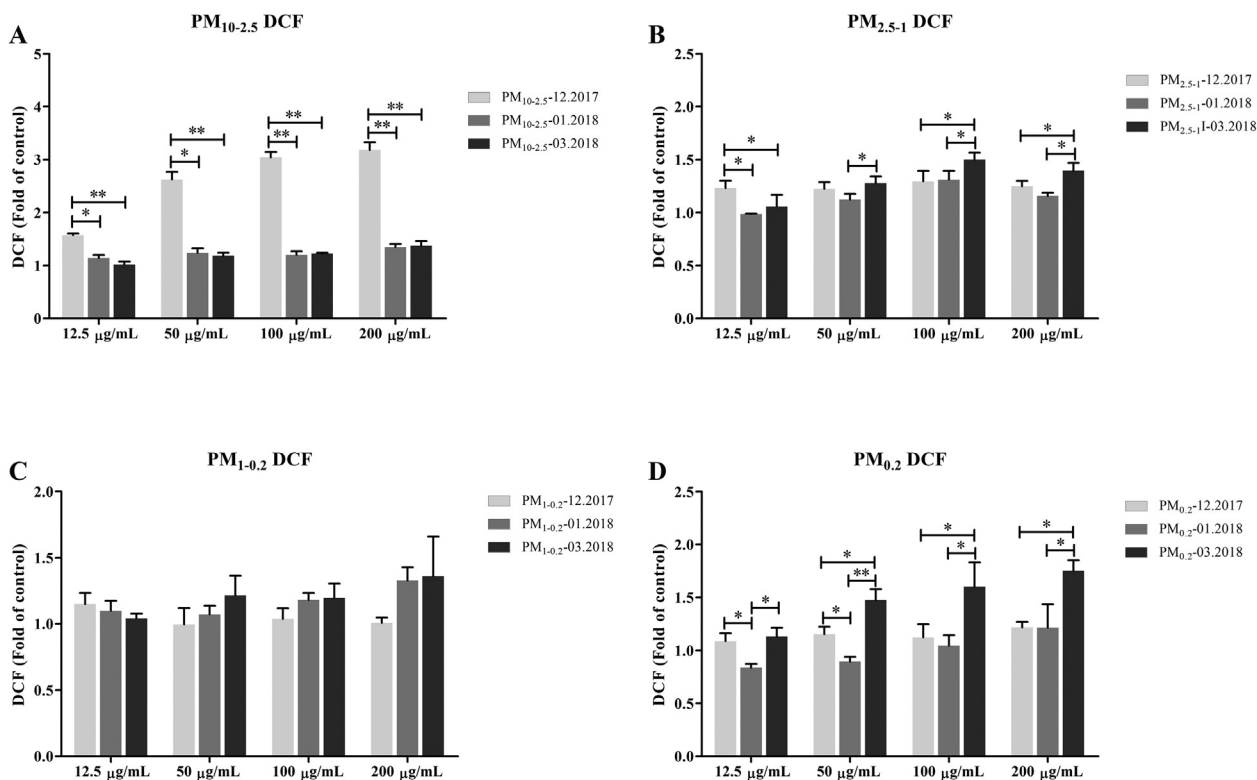 A
PM10-2.5 DCF
DCF (Fold of control)
5
4
3
2
1
0
** ** ** **
* * ** **
12.5 µg/mL 50 µg/mL 100 µg/mL 200 µg/mL
PM10-2.5-12.2017
PM10-2.5-01.2018
PM10-2.5-03.2018
B
PM2.5-1 DCF
DCF (Fold of control)
2.5
2.0
1.5
1.0
0.5
0.0
* * *
* * * *
12.5 µg/mL 50 µg/mL 100 µg/mL 200 µg/mL
PM2.5-1-12.2017
PM2.5-1-01.2018
PM2.5-1I-03.2018
C
PM1-0.2 DCF
DCF (Fold of control)
2.0
1.5
1.0
0.5
0.0
12.5 µg/mL 50 µg/mL 100 µg/mL 200 µg/mL
PM1-0.2-12.2017
PM1-0.2-01.2018
PM1-0.2-03.2018
D
PM0.2 DCF
DCF (Fold of control)
2.5
2.0
1.5
1.0
0.5
0.0
* * *
* * * ** * *
12.5 µg/mL 50 µg/mL 100 µg/mL 200 µg/mL
PM0.2-12.2017
PM0.2-01.2018
PM0.2-03.2018